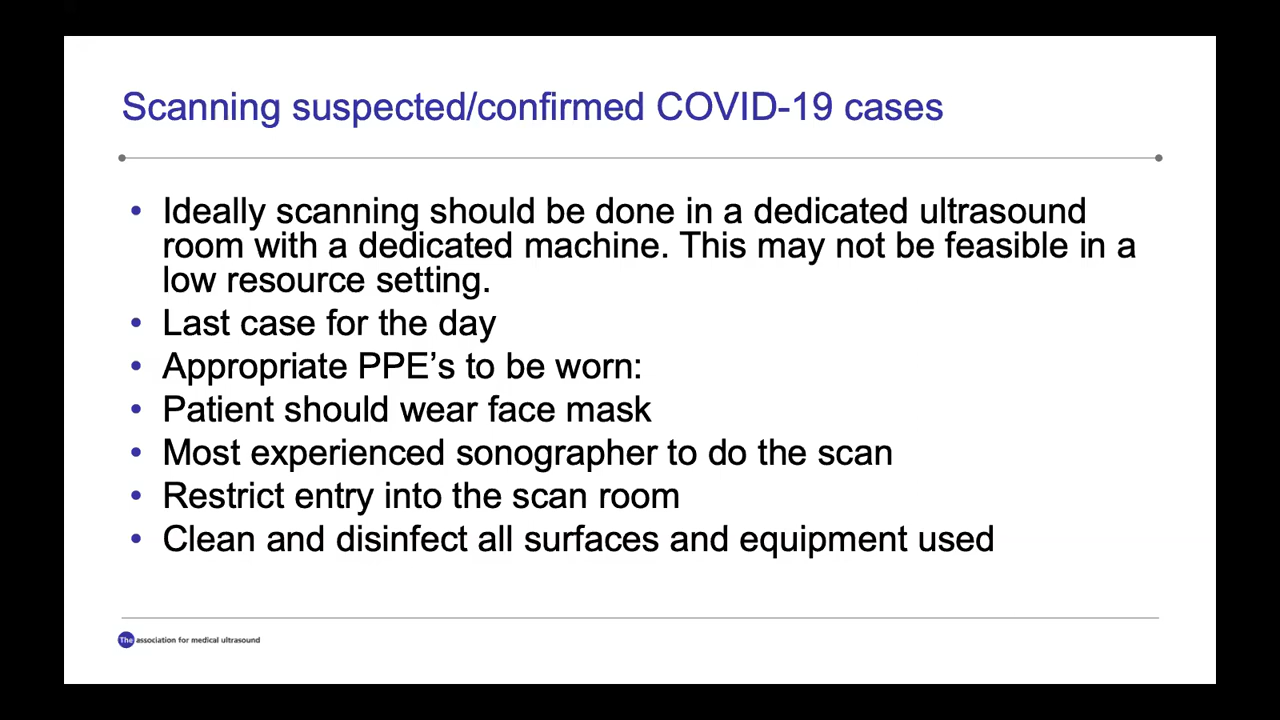 Scanning suspected/confirmed COVID-19 cases
• Ideally scanning should be done in a dedicated ultrasound
room with a dedicated machine. This may not be feasible in a
low resource setting.
• Last case for the day
• Appropriate PPE’s to be worn:
• Patient should wear face mask
• Most experienced sonographer to do the scan
• Restrict entry into the scan room
• Clean and disinfect all surfaces and equipment used
The association for medical ultrasound